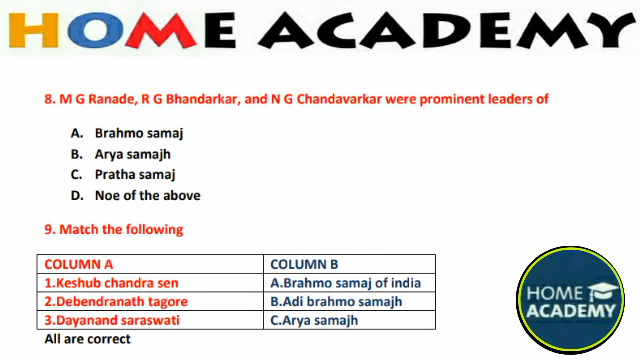 HOME ACADEMY
8. M G Ranade, R G Bhandarkar, and N G Chandavarkar were prominent leaders of
A. Brahmo samaj
B. Arya samajh
C. Pratha samaj
D. Noe of the above
9. Match the following
COLUMN A COLUMN B
1.Keshub chandra sen A.Brahmo samaj of india
2.Debendranath tagore B.Adi brahmo samajh
3.Dayanand saraswati C.Arya samajh
All are correct
HOME
ACADEMY